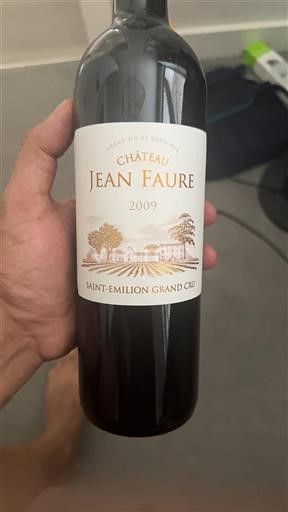 GRAND VIN DE BORDEAUX
CHÂTEAU
JEAN FAURE
2009
SAINT-EMILION GRAND CRU